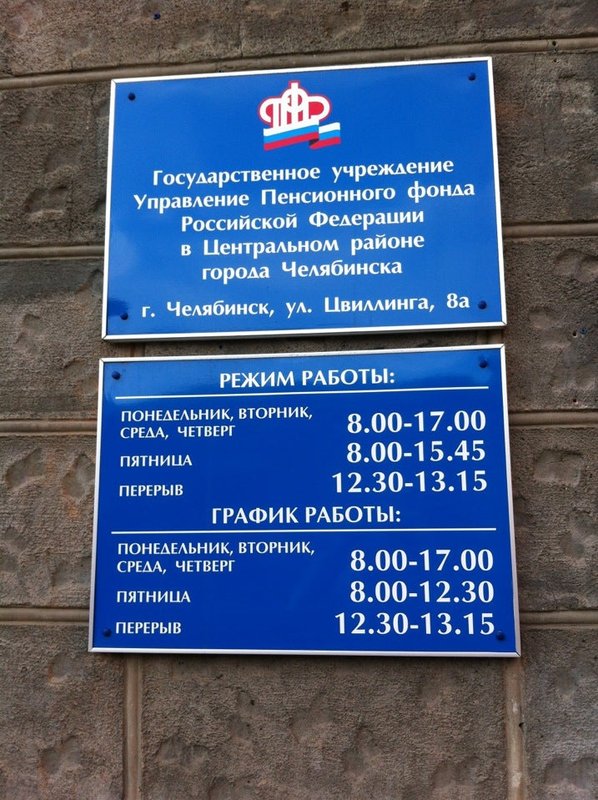 Государственное учреждение
Управление Пенсионного фонда
Российской Федерации
в Центральном районе
города Челябинска
г. Челябинск, ул. Цвиллинга, 8а
РЕЖИМ РАБОТЫ:
ПОНЕДЕЛЬНИК, ВТОРНИК,
СРЕДА, ЧЕТВЕРГ 8.00-17.00
ПЯТНИЦА 8.00-15.45
ПЕРЕРЫВ 12.30-13.15
ГРАФИК РАБОТЫ:
ПОНЕДЕЛЬНИК, ВТОРНИК,
СРЕДА, ЧЕТВЕРГ 8.00-17.00
ПЯТНИЦА 8.00-12.30
ПЕРЕРЫВ 12.30-13.15